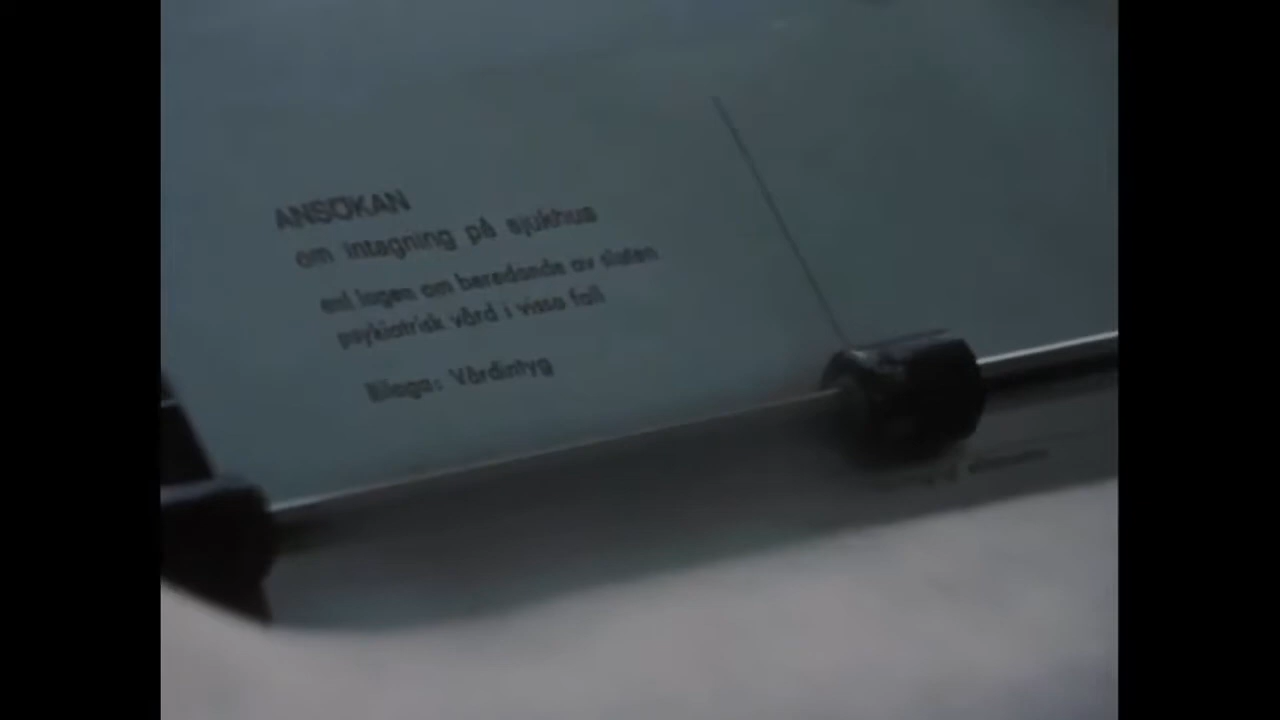 ANSÖKAN
om intagning på sjukhus
enl lagen om beredande av sluten
psykiatrisk vård i vissa fall
Bilaga: Vårdintyg